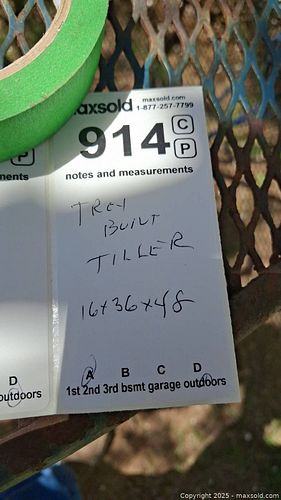 maxsold.com
maxsold 1-877-257-7799
914 C
P
P
ments
notes and measurements
TROY
BUILT
TILLER
16x36x48
D
outdoors
A B C D
1st 2nd 3rd bsmt garage outdoors
Copyright © 2025 - maxsold.com